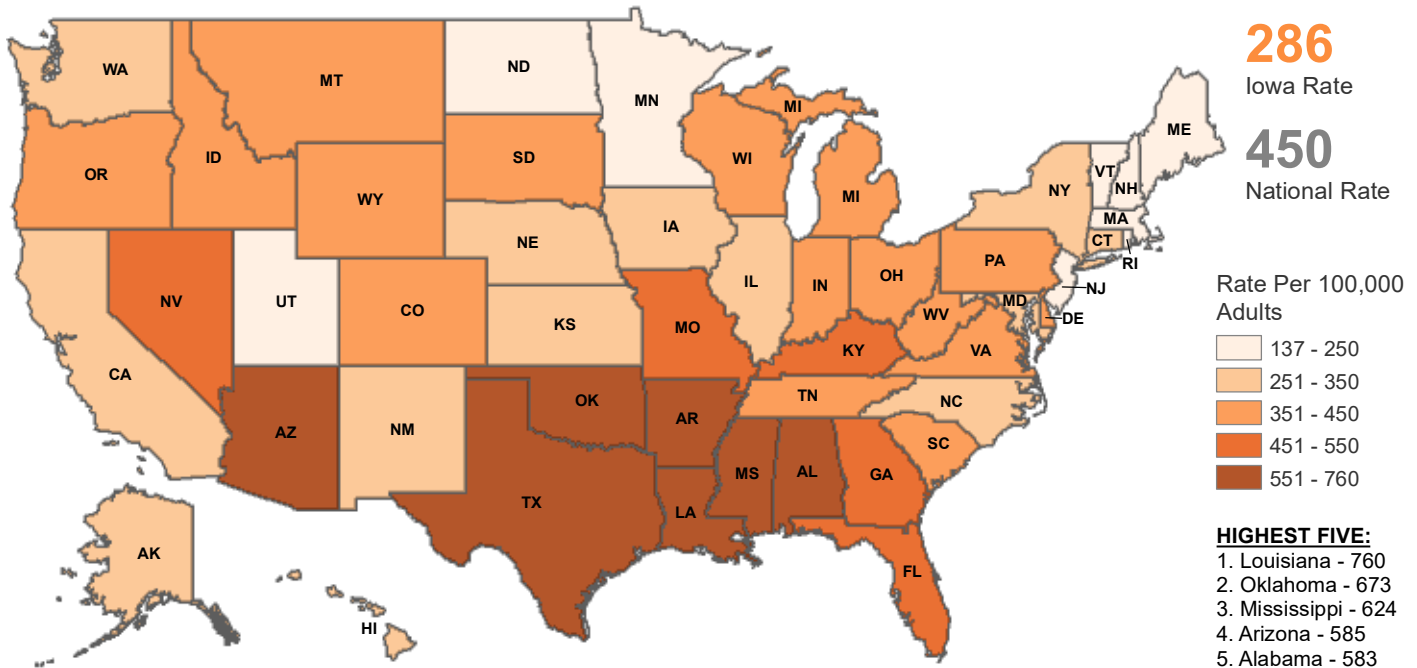 WA
MT
ND
MN
OR
ID
WY
SD
WI
MI
MI
ME
VT
NH
NY
MA
CT
RI
NV
UT
CO
NE
IA
KS
MO
IL
IN
OH
PA
NJ
MD
DE
WV
VA
KY
CA
AZ
NM
OK
AR
TN
NC
SC
TX
LA
MS
AL
GA
FL
AK
HI
286
Iowa Rate
450
National Rate
Rate Per 100,000
Adults
137 - 250
251 - 350
351 - 450
451 - 550
551 - 760
HIGHEST FIVE:
1. Louisiana - 760
2. Oklahoma - 673
3. Mississippi - 624
4. Arizona - 585
5. Alabama - 583